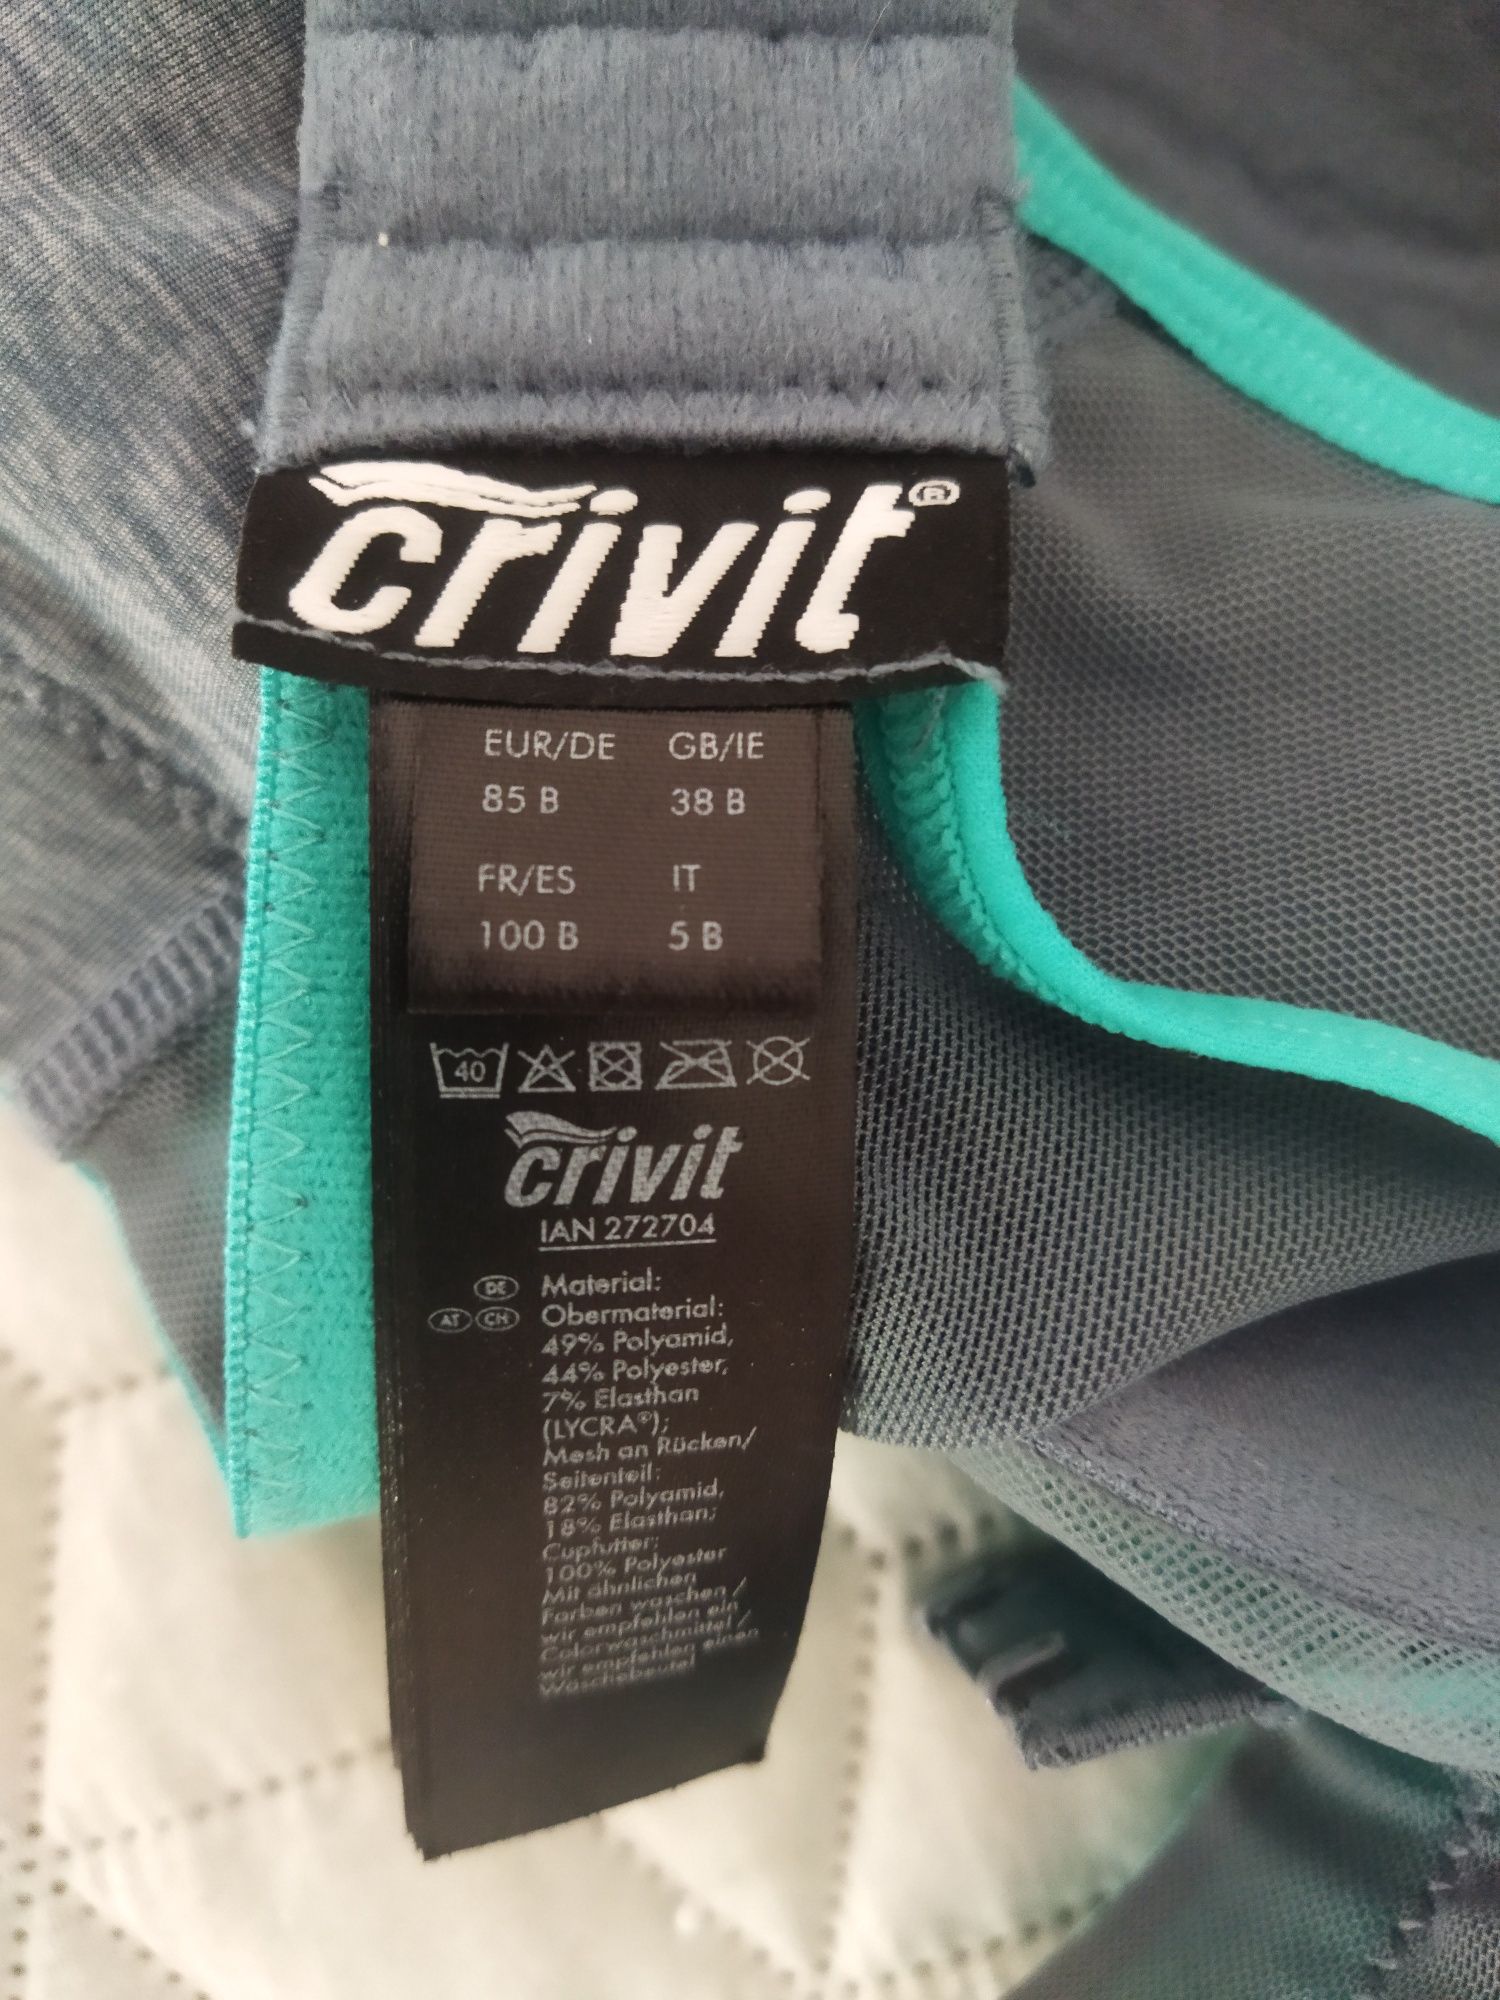 crivit®
EUR/DE GB/IE
85 B 38 B
FR/ES IT
100 B 5 B
40
crivit
IAN 272704
DE Material:
AT CH Obermaterial:
49% Polyamid,
44% Polyester,
7% Elasthan
(LYCRA®);
Mesh an Rücken/
Seitenteil:
82% Polyamid,
18% Elasthan;
Cupfutter:
100% Polyester
Mit ähnlichen
Farben waschen/
wir empfehlen ein
Colorwaschmittel/
wir empfehlen einen
Wäschebeutel